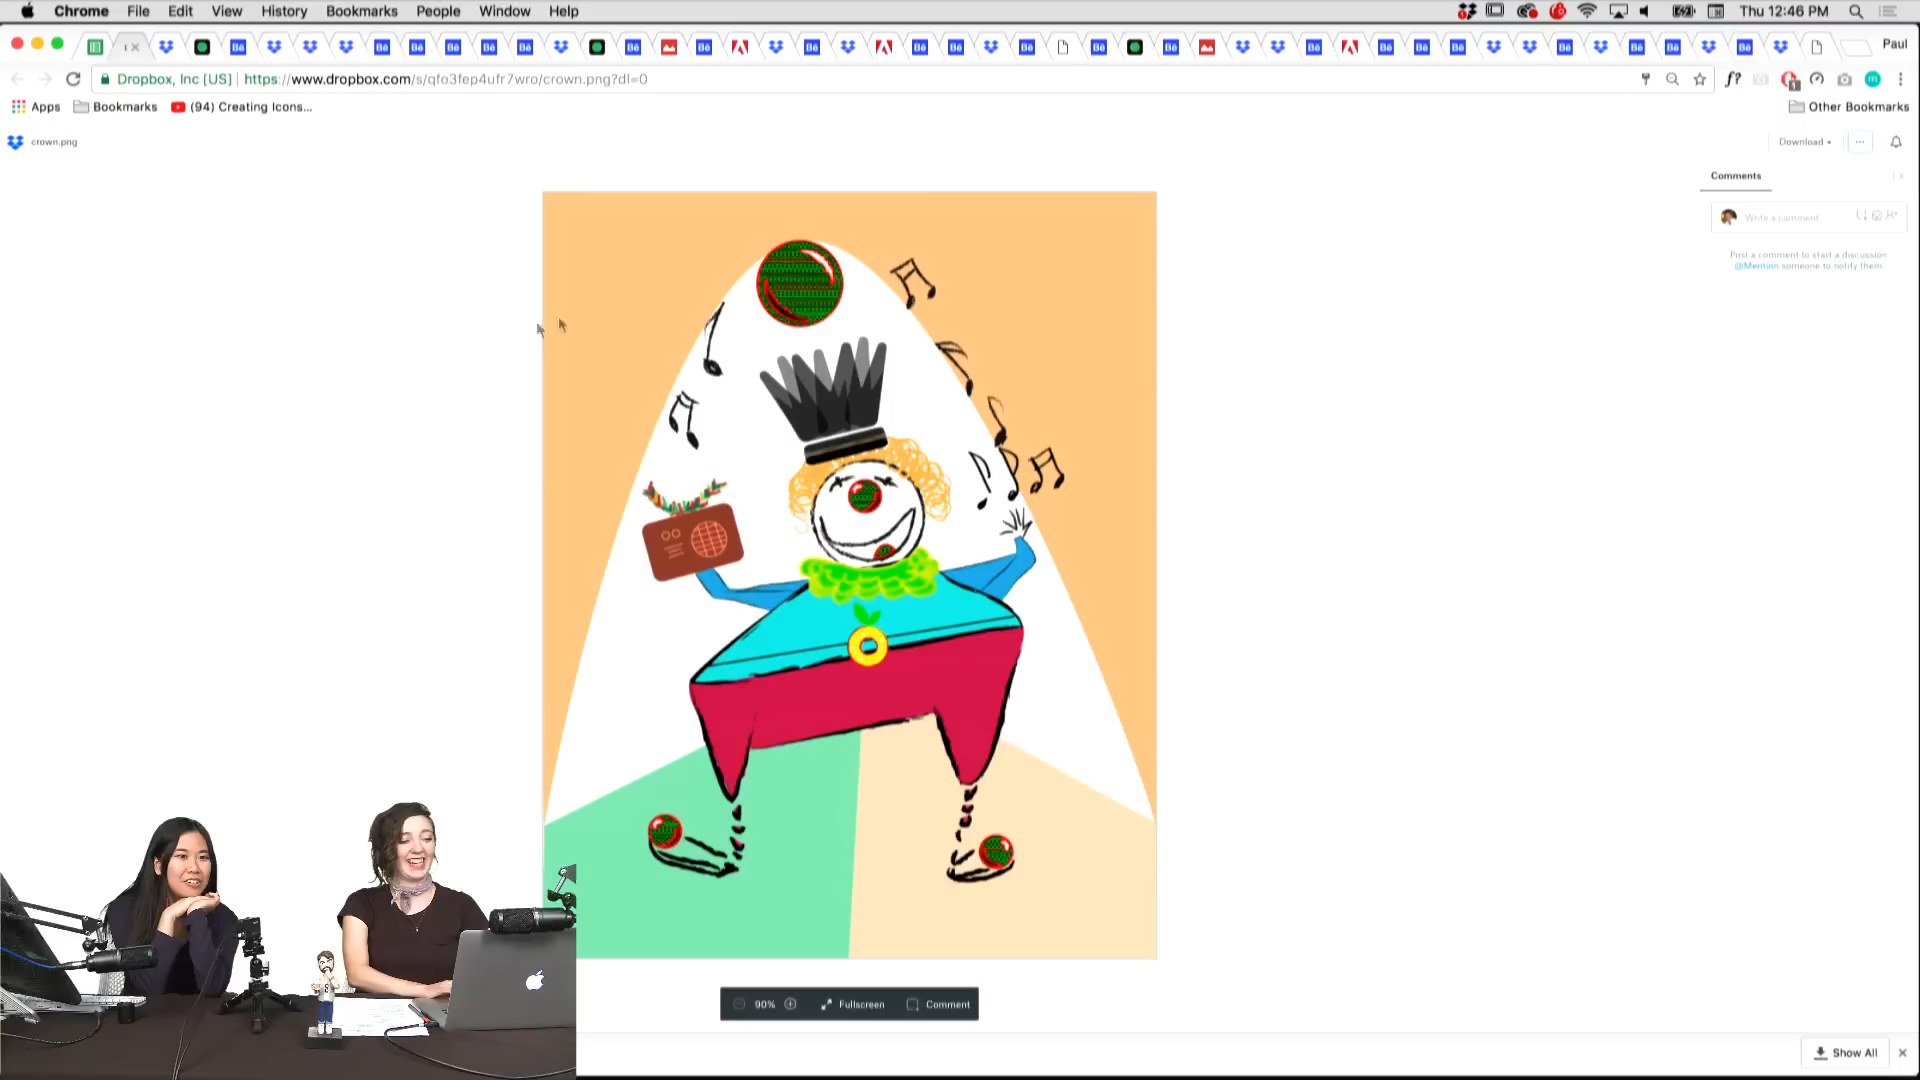 Chrome File Edit View History Bookmarks People Window Help Thu 12:46 PM
Paul
Dropbox, Inc [US] https://www.dropbox.com/s/qfo3fep4ufr7wro/crown.png?dl=0
Apps Bookmarks (94) Creating Icons... Other Bookmarks
crown.png Download
Comments
Write a comment
Post a comment to start a discussion
@Mention someone to notify them.
90% Fullscreen Comment
Show All